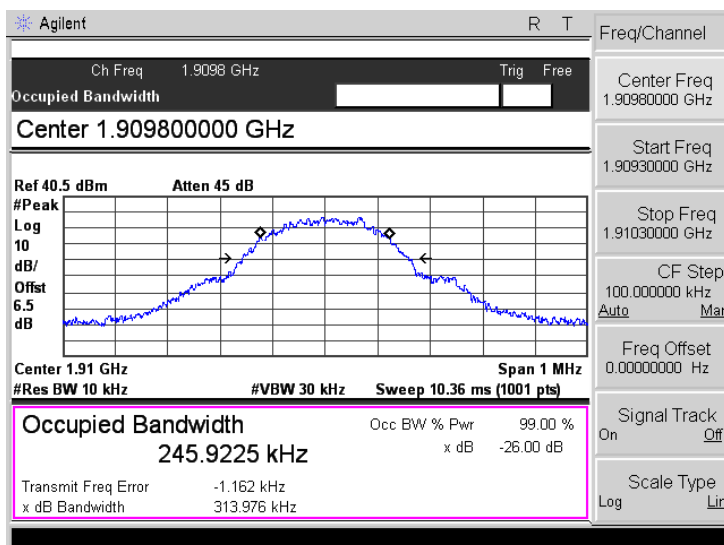 Agilent R T
Ch Freq 1.9098 GHz Trig Free
Occupied Bandwidth
Center 1.909800000 GHz
Ref 40.5 dBm Atten 45 dB
#Peak
Log
10
dB/
Offst
6.5
dB
Center 1.91 GHz Span 1 MHz
#Res BW 10 kHz #VBW 30 kHz Sweep 10.36 ms (1001 pts)
Occupied Bandwidth Occ BW % Pwr 99.00 %
245.9225 kHz x dB -26.00 dB
Transmit Freq Error -1.162 kHz
x dB Bandwidth 313.976 kHz
Freq/Channel
Center Freq
1.90980000 GHz
Start Freq
1.90930000 GHz
Stop Freq
1.91030000 GHz
CF Step
100.000000 kHz
Auto Mar
Freq Offset
0.00000000 Hz
Signal Track
On Off
Scale Type
Log Lin